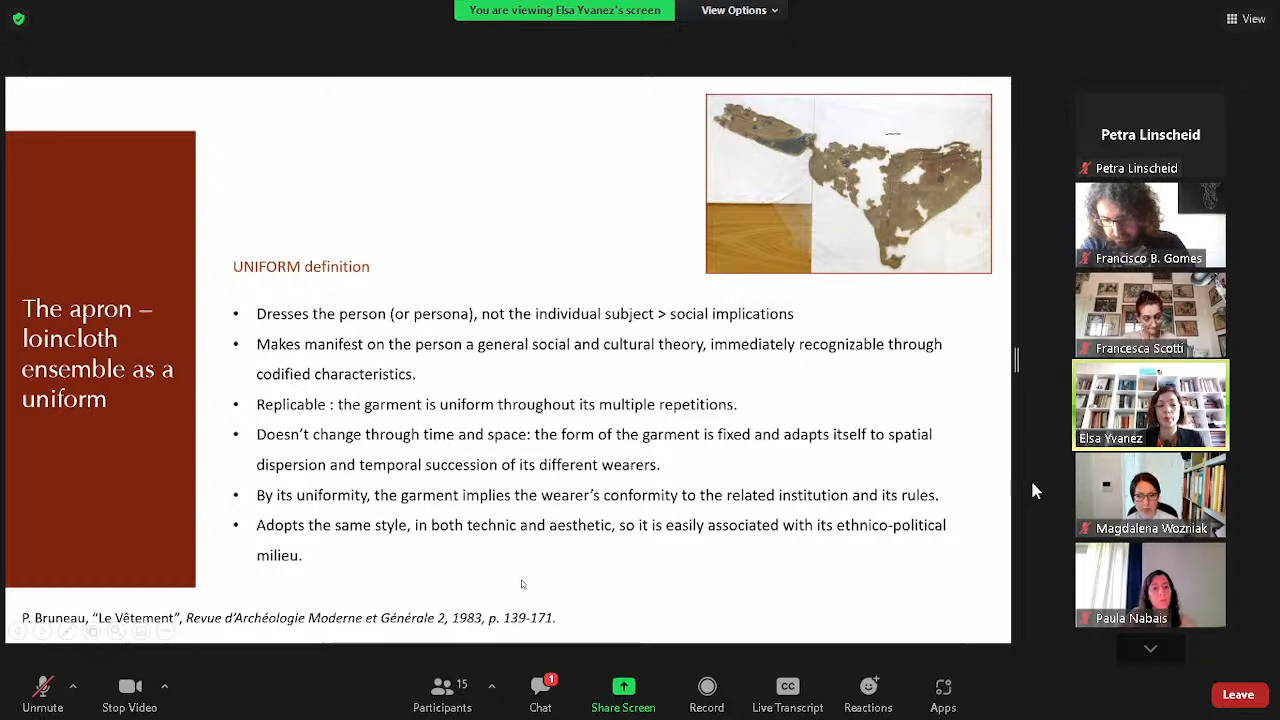 You are viewing Elsa Yvanez's screen
View Options
View
The apron –
loincloth
ensemble as a
uniform
UNIFORM definition
• Dresses the person (or persona), not the individual subject > social implications
• Makes manifest on the person a general social and cultural theory, immediately recognizable through
codified characteristics.
• Replicable : the garment is uniform throughout its multiple repetitions.
• Doesn't change through time and space: the form of the garment is fixed and adapts itself to spatial
dispersion and temporal succession of its different wearers.
• By its uniformity, the garment implies the wearer's conformity to the related institution and its rules.
• Adopts the same style, in both technic and aesthetic, so it is easily associated with its ethnico-political
milieu.
P. Bruneau, "Le Vêtement", Revue d'Archéologie Moderne et Générale 2, 1983, p. 139-171.
Petra Linscheid
Petra Linscheid
Francisco B. Gomes
Francesca Scotti
Elsa Yvanez
Magdalena Wozniak
Paula Nabais
Unmute
Stop Video
15
Participants
1
Chat
Share Screen
Record
CC
Live Transcript
Reactions
Apps
Leave